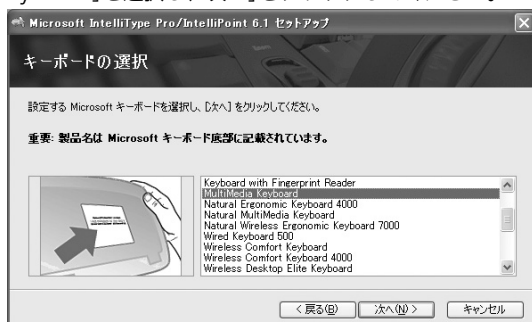 Microsoft IntelliType Pro/IntelliPoint 6.1 セットアップ
キーボードの選択
設定する Microsoft キーボードを選択し、[次へ] をクリックしてください。
重要: 製品名は Microsoft キーボード底部に記載されています。
Keyboard with Fingerprint Reader
MultiMedia Keyboard
Natural Ergonomic Keyboard 4000
Natural MultiMedia Keyboard
Natural Wireless Ergonomic Keyboard 7000
Wired Keyboard 500
Wireless Comfort Keyboard
Wireless Comfort Keyboard 4000
Wireless Desktop Elite Keyboard
< 戻る(B)
次へ(N) >
キャンセル